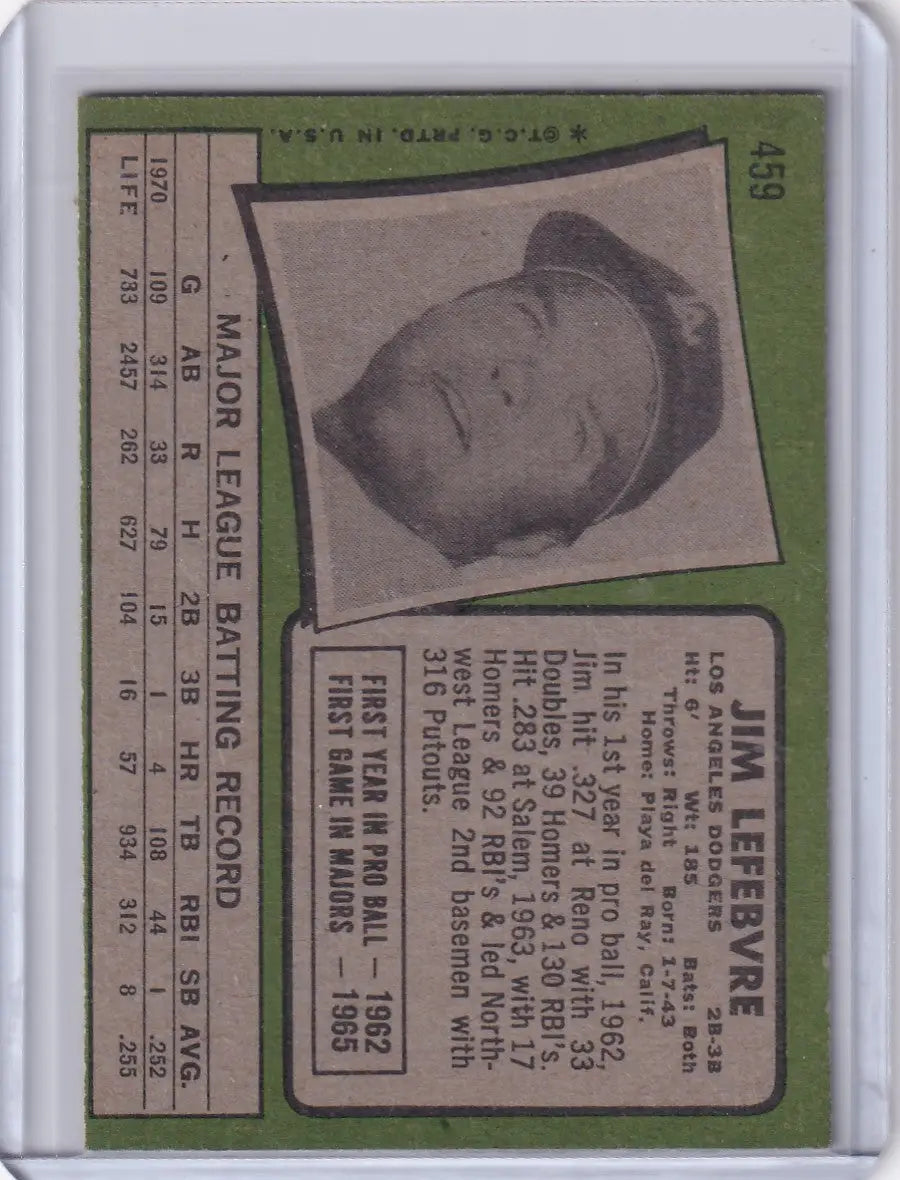 459
* ©T.C.G. PRTD. IN U.S.A.
JIM LEFEBVRE
LOS ANGELES DODGERS 2B-3B
Ht: 6' Wt: 185 Bats: Both
Throws: Right Born: 1-7-43
Home: Playa del Ray, Calif.
In his 1st year in pro ball, 1962,
Jim hit .327 at Reno with 33
Doubles, 39 Homers & 130 RBI's.
Hit .283 at Salem, 1963, with 17
Homers & 92 RBI's & led North-
west League 2nd basemen with
316 Putouts.
FIRST YEAR IN PRO BALL — 1962
FIRST GAME IN MAJORS — 1965
MAJOR LEAGUE BATTING RECORD
G AB R H 2B 3B HR TB RBI SB AVG.
1970 109 314 33 79 15 1 4 108 44 1 .252
LIFE 733 2457 262 627 104 16 57 934 312 8 .255